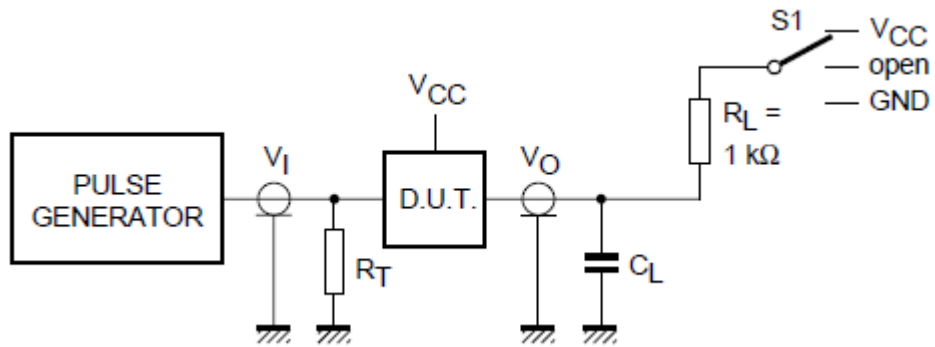 S1
VCC
open
GND
VCC
RL =
1 kΩ
VI
VO
PULSE
GENERATOR
D.U.T.
RT
CL